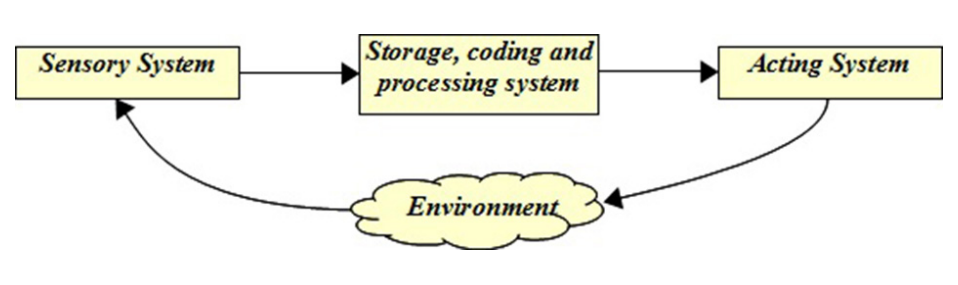 Sensory System
Storage, coding and
processing system
Acting System
Environment